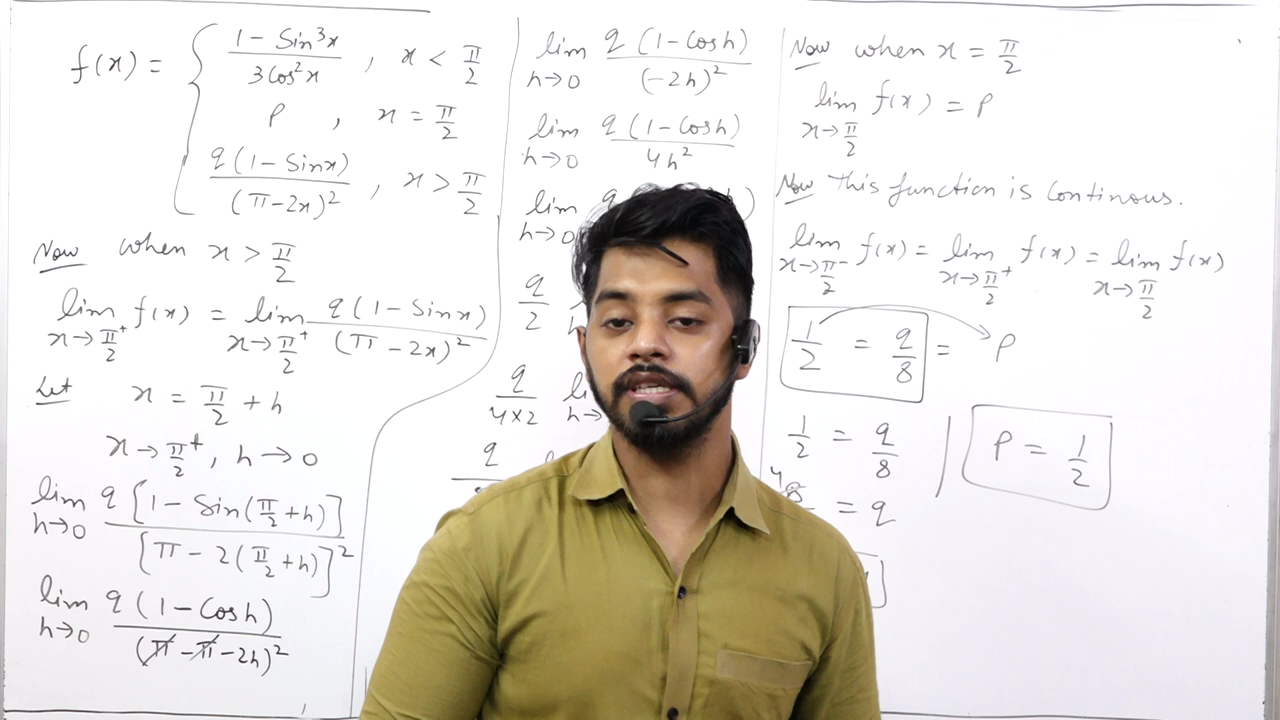 f(x) = { (1 - Sin³x)/(3Cos²x) , x < π/2
p , x = π/2
q(1 - Sinx)/(π-2x)² , x > π/2
Now when x > π/2
lim x→π/2⁺ f(x) = lim x→π/2⁺ q(1 - Sinx)/(π - 2x)²
Let x = π/2 + h
x → π/2⁺, h → 0
lim h→0 q[1 - Sin(π/2 + h)]/[π - 2(π/2 + h)]²
lim h→0 q(1 - Cosh)/(π - π - 2h)²
lim h→0 q(1 - Cosh)/(-2h)²
lim h→0 q(1 - Cosh)/4h²
lim h→0
q/2
q/4×2
q
Now when x = π/2
lim x→π/2 f(x) = p
Now This function is Continous.
lim x→π/2⁻ f(x) = lim x→π/2⁺ f(x) = lim x→π/2 f(x)
1/2 = q/8 = p
1/2 = q/8 | p = 1/2
= q